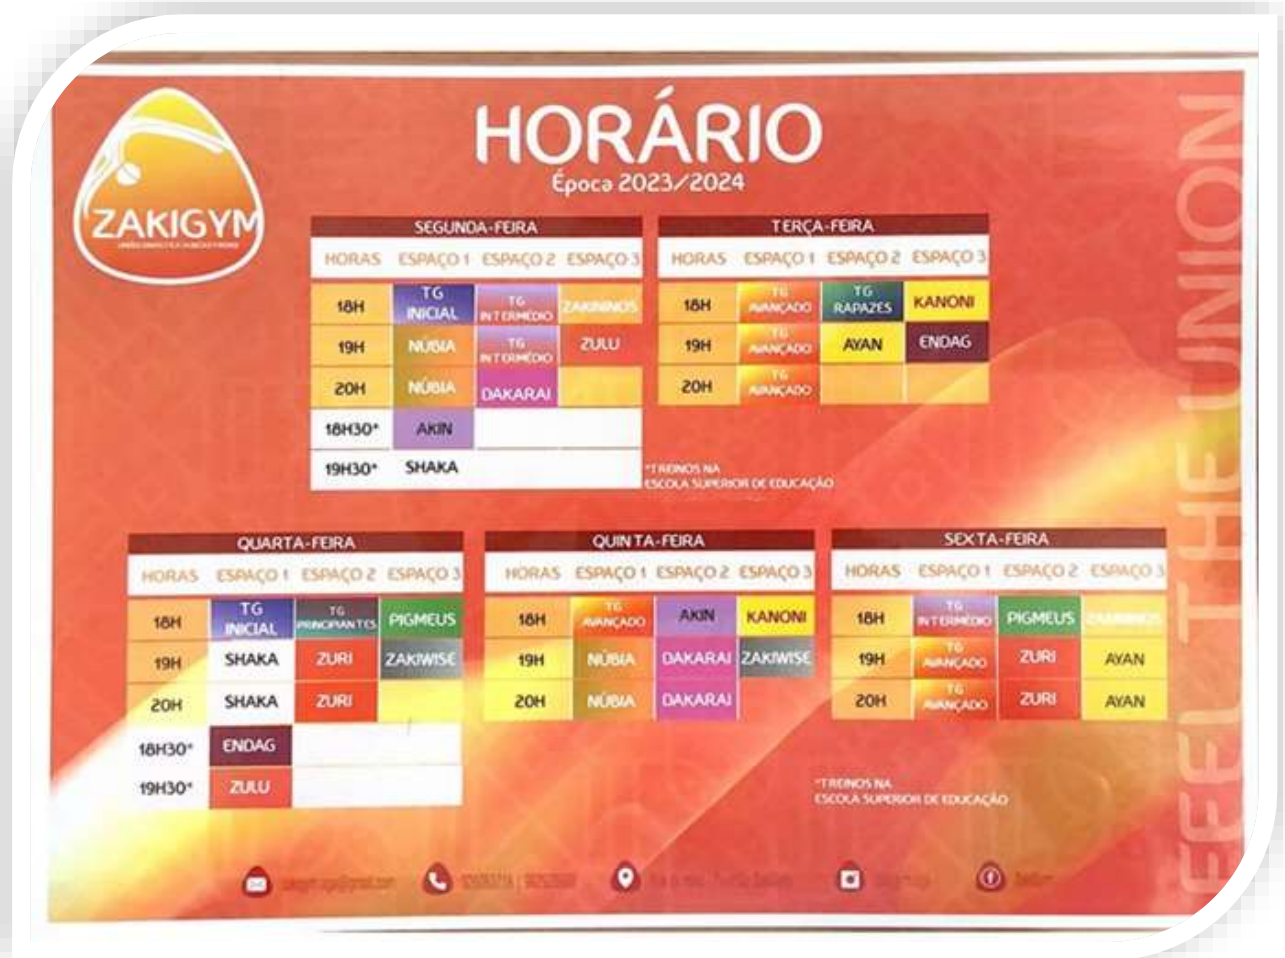 HORÁRIO
Época 2023/2024
ZAKIGYM
SEGUNDA-FEIRA
HORAS ESPAÇO 1 ESPAÇO 2 ESPAÇO 3
18H TG INICIAL TG INTERMÉDIO ZAKININOS
19H NÚBIA TG INTERMÉDIO ZULU
20H NÚBIA DAKARAI
18H30* AKIN
19H30* SHAKA
TERÇA-FEIRA
HORAS ESPAÇO 1 ESPAÇO 2 ESPAÇO 3
18H TG AVANÇADO TG RAPAZES KANONI
19H TG AVANÇADO AYAN ENDAG
20H TG AVANÇADO
*TREINOS NA
ESCOLA SUPERIOR DE EDUCAÇÃO
QUARTA-FEIRA
HORAS ESPAÇO 1 ESPAÇO 2 ESPAÇO 3
18H TG INICIAL TG PRINCIPIANTES PIGMEUS
19H SHAKA ZURI ZAKIWISE
20H SHAKA ZURI
18H30* ENDAG
19H30* ZULU
QUINTA-FEIRA
HORAS ESPAÇO 1 ESPAÇO 2 ESPAÇO 3
18H TG AVANÇADO AKIN KANONI
19H NÚBIA DAKARAI ZAKIWISE
20H NÚBIA DAKARAI
SEXTA-FEIRA
HORAS ESPAÇO 1 ESPAÇO 2 ESPAÇO 3
18H TG INTERMÉDIO PIGMEUS
19H TG AVANÇADO ZURI AYAN
20H TG AVANÇADO ZURI AYAN
*TREINOS NA
ESCOLA SUPERIOR DE EDUCAÇÃO
FEEL THE UNION